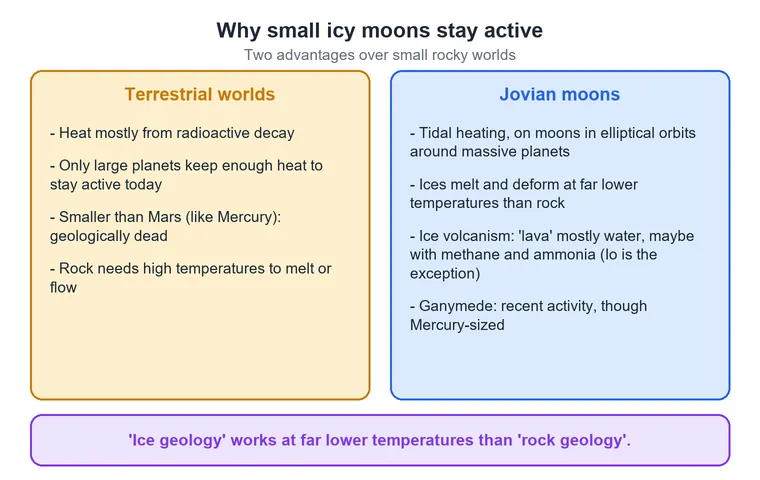 Why small icy moons stay active
Two advantages over small rocky worlds
Terrestrial worlds
- Heat mostly from radioactive decay
- Only large planets keep enough heat to
stay active today
- Smaller than Mars (like Mercury):
geologically dead
- Rock needs high temperatures to melt or
flow
Jovian moons
- Tidal heating, on moons in elliptical orbits
around massive planets
- Ices melt and deform at far lower
temperatures than rock
- Ice volcanism: 'lava' mostly water, maybe
with methane and ammonia (Io is the
exception)
- Ganymede: recent activity, though
Mercury-sized
'Ice geology' works at far lower temperatures than 'rock geology'.